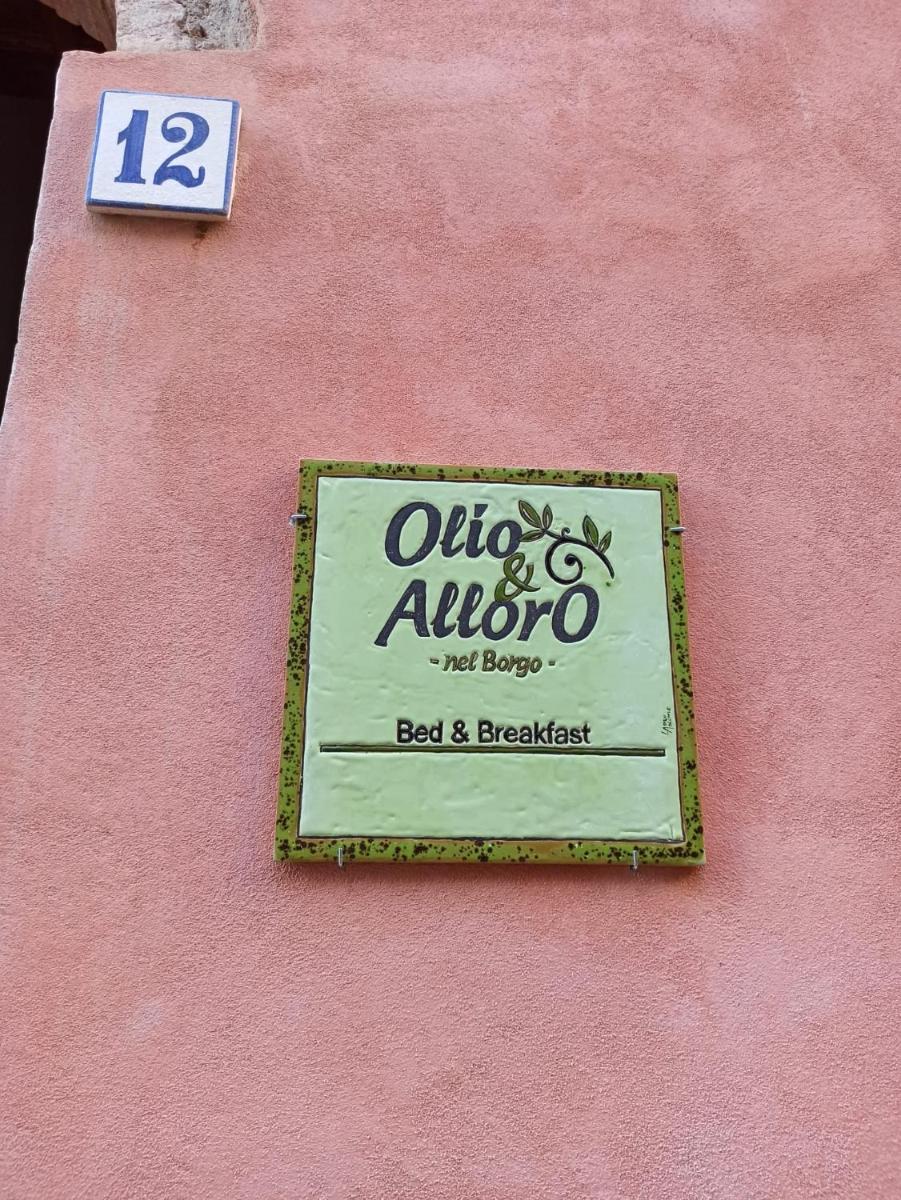 12
Olio
&
AllorO
- nel Borgo -
Bed & Breakfast